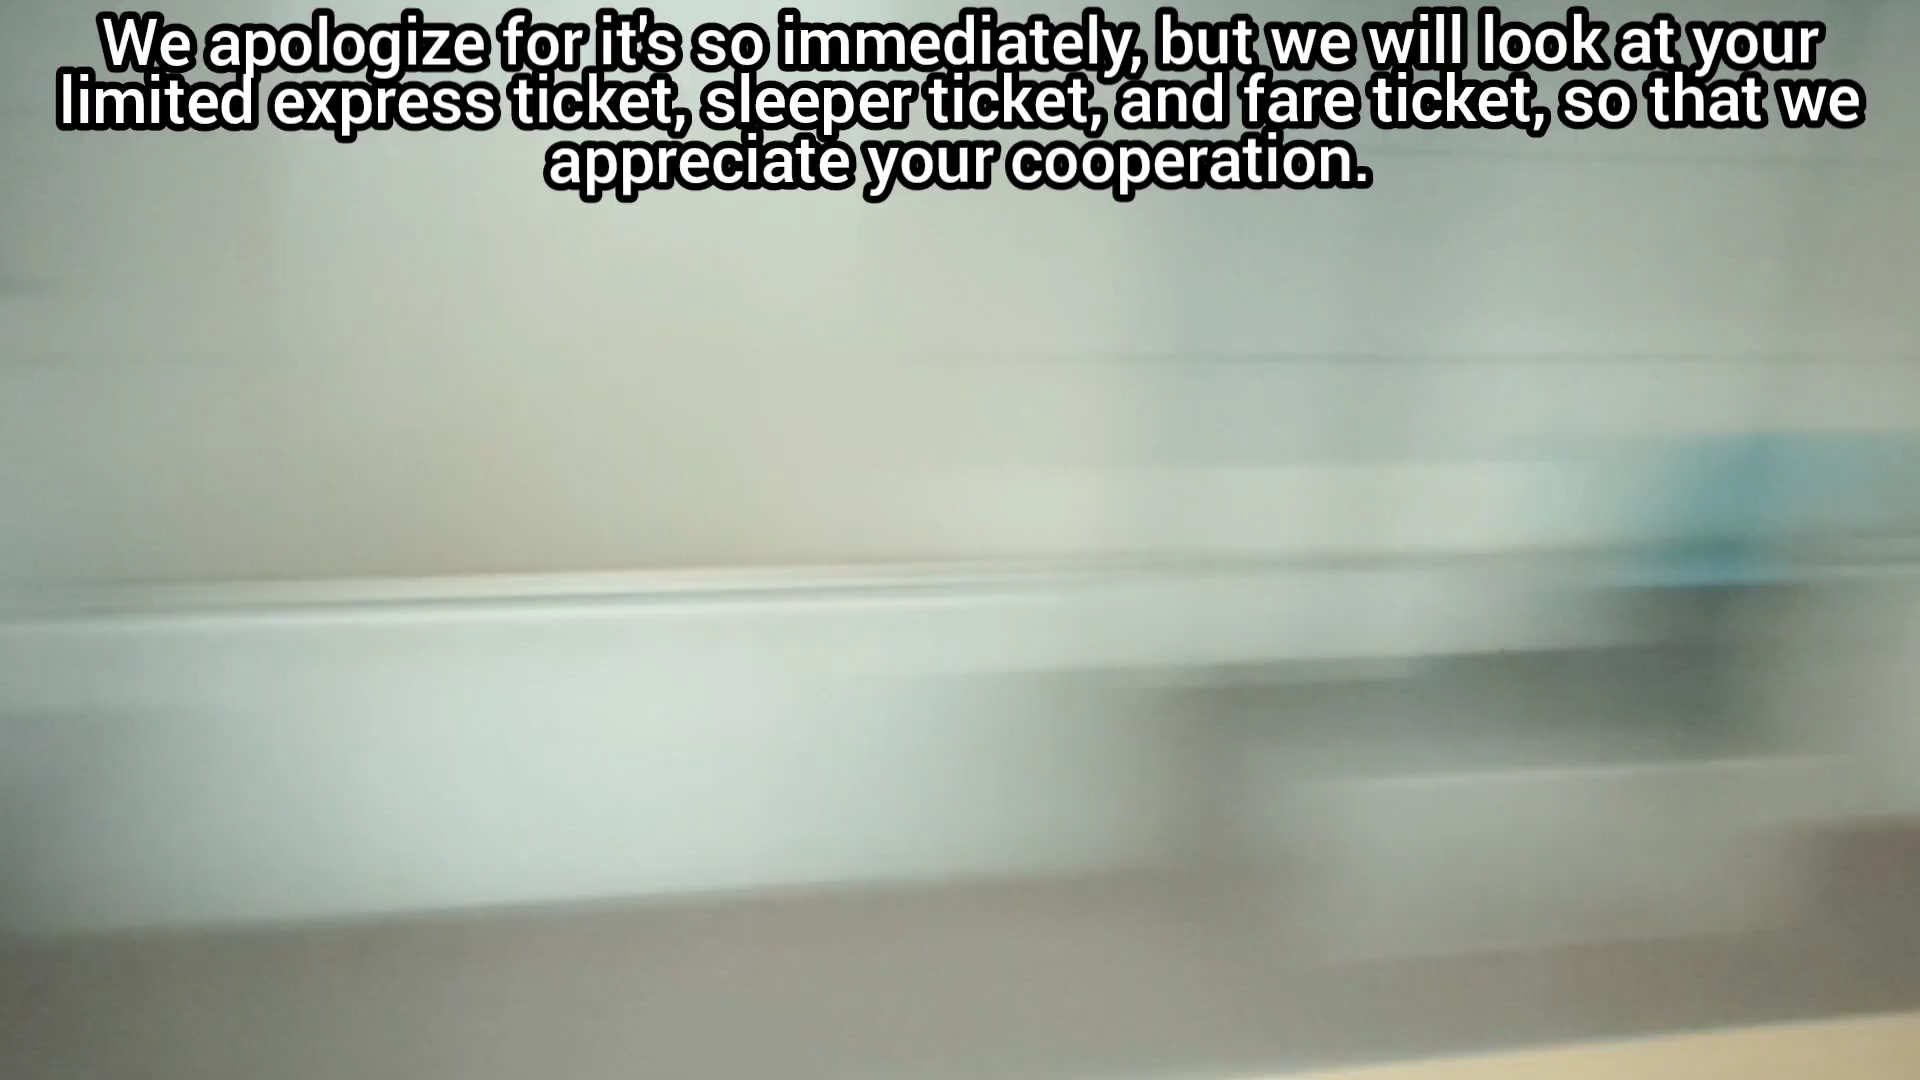 We apologize for it's so immediately, but we will look at your
limited express ticket, sleeper ticket, and fare ticket, so that we
appreciate your cooperation.